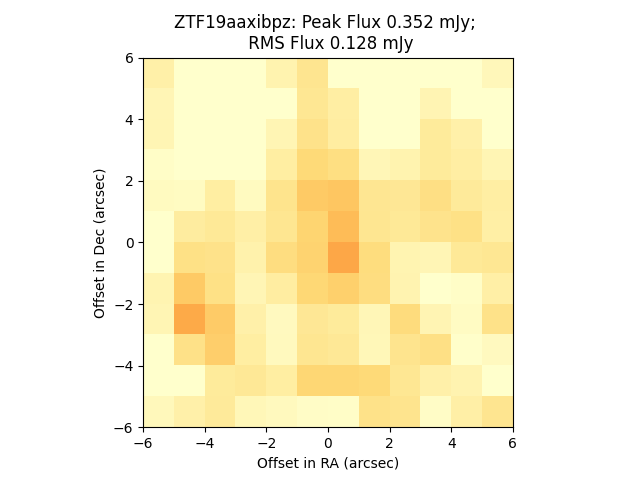 ZTF19aaxibpz: Peak Flux 0.352 mJy;
RMS Flux 0.128 mJy
6
4
2
0
−2
−4
−6
Offset in Dec (arcsec)
−6 −4 −2 0 2 4 6
Offset in RA (arcsec)